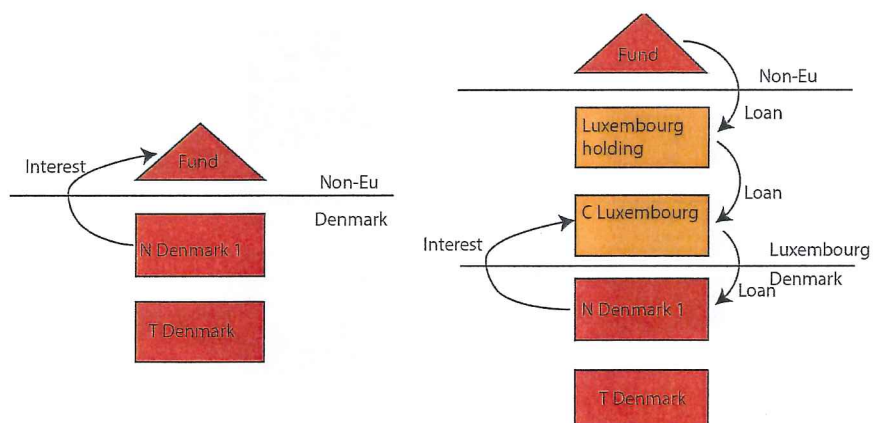 Fund
Interest
Non-Eu
Denmark
N Denmark 1
T Denmark
Fund
Non-Eu
Loan
Luxembourg
holding
Loan
C Luxembourg
Interest
Luxembourg
Denmark
Loan
N Denmark 1
T Denmark